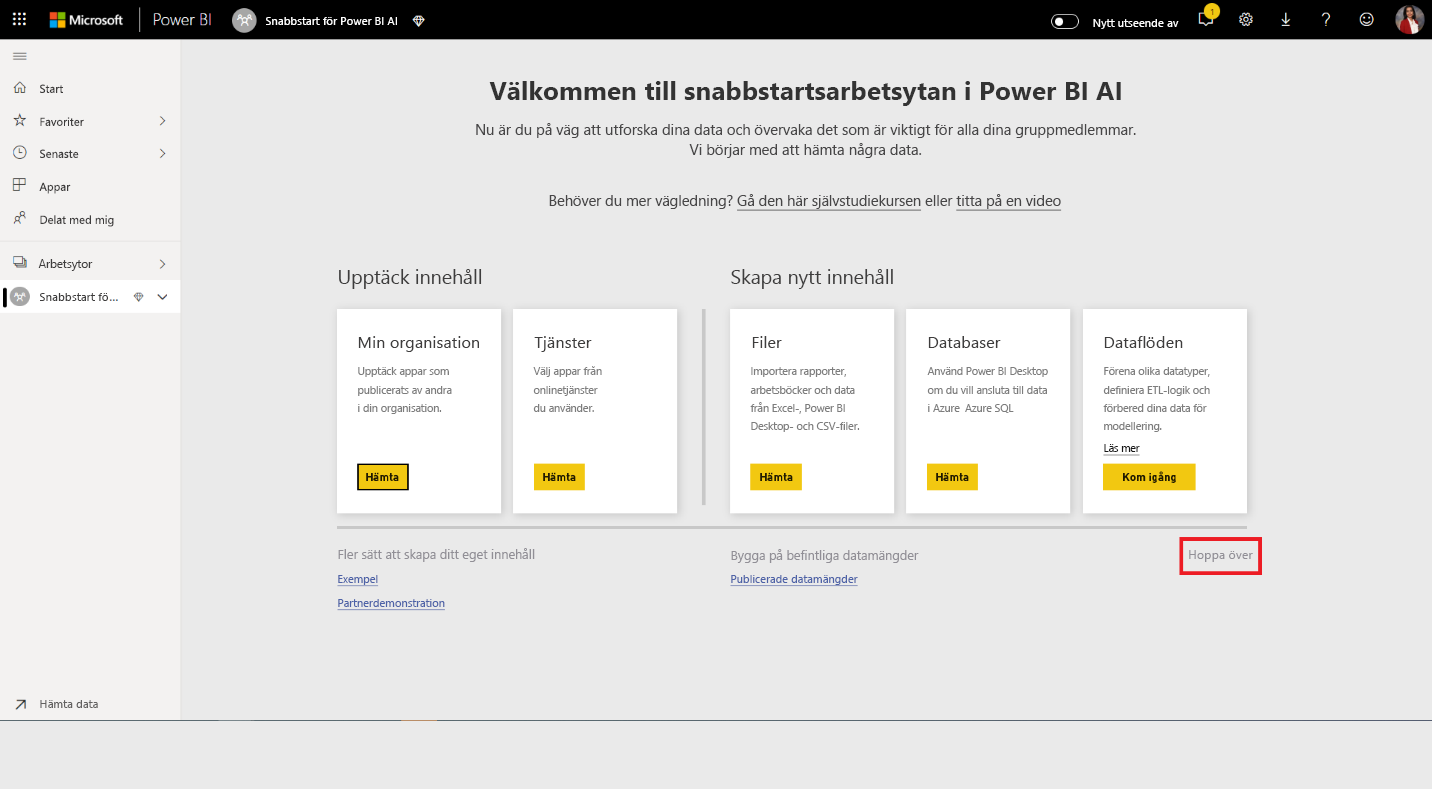 Microsoft Power BI Snabbstart för Power BI AI Nytt utseende av 1
Start
Favoriter
Senaste
Appar
Delat med mig
Arbetsytor
Snabbstart fö...
Hämta data
Välkommen till snabbstartsarbetsytan i Power BI AI
Nu är du på väg att utforska dina data och övervaka det som är viktigt för alla dina gruppmedlemmar.
Vi börjar med att hämta några data.
Behöver du mer vägledning? Gå den här självstudiekursen eller titta på en video
Upptäck innehåll
Min organisation
Upptäck appar som
publicerats av andra
i din organisation.
Hämta
Tjänster
Välj appar från
onlinetjänster
du använder.
Hämta
Skapa nytt innehåll
Filer
Importera rapporter,
arbetsböcker och data
från Excel-, Power BI
Desktop- och CSV-filer.
Hämta
Databaser
Använd Power BI Desktop
om du vill ansluta till data
i Azure Azure SQL
Hämta
Dataflöden
Förena olika datatyper,
definiera ETL-logik och
förbered dina data för
modellering.
Läs mer
Kom igång
Fler sätt att skapa ditt eget innehåll
Exempel
Partnerdemonstration
Bygga på befintliga datamängder
Publicerade datamängder
Hoppa över